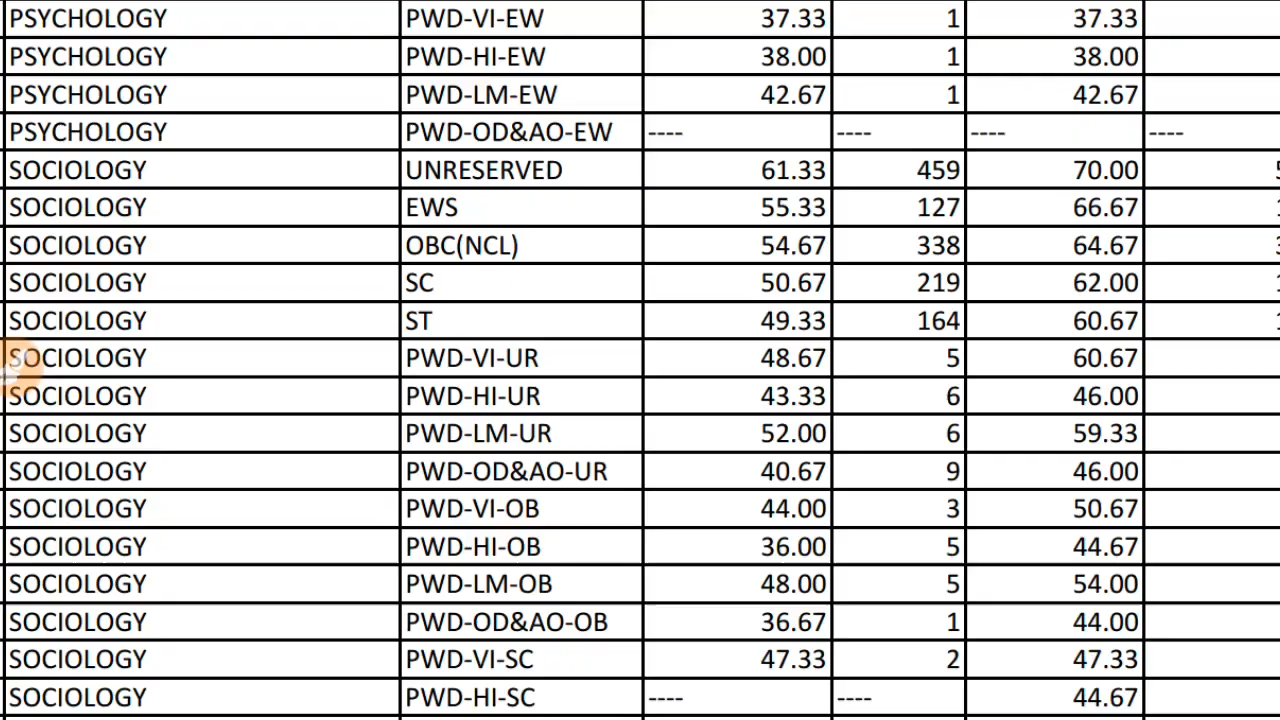 PSYCHOLOGY PWD-VI-EW 37.33 1 37.33
PSYCHOLOGY PWD-HI-EW 38.00 1 38.00
PSYCHOLOGY PWD-LM-EW 42.67 1 42.67
PSYCHOLOGY PWD-OD&AO-EW ---- ---- ---- ----
SOCIOLOGY UNRESERVED 61.33 459 70.00
SOCIOLOGY EWS 55.33 127 66.67
SOCIOLOGY OBC(NCL) 54.67 338 64.67
SOCIOLOGY SC 50.67 219 62.00
SOCIOLOGY ST 49.33 164 60.67
SOCIOLOGY PWD-VI-UR 48.67 5 60.67
SOCIOLOGY PWD-HI-UR 43.33 6 46.00
SOCIOLOGY PWD-LM-UR 52.00 6 59.33
SOCIOLOGY PWD-OD&AO-UR 40.67 9 46.00
SOCIOLOGY PWD-VI-OB 44.00 3 50.67
SOCIOLOGY PWD-HI-OB 36.00 5 44.67
SOCIOLOGY PWD-LM-OB 48.00 5 54.00
SOCIOLOGY PWD-OD&AO-OB 36.67 1 44.00
SOCIOLOGY PWD-VI-SC 47.33 2 47.33
SOCIOLOGY PWD-HI-SC ---- ---- 44.67